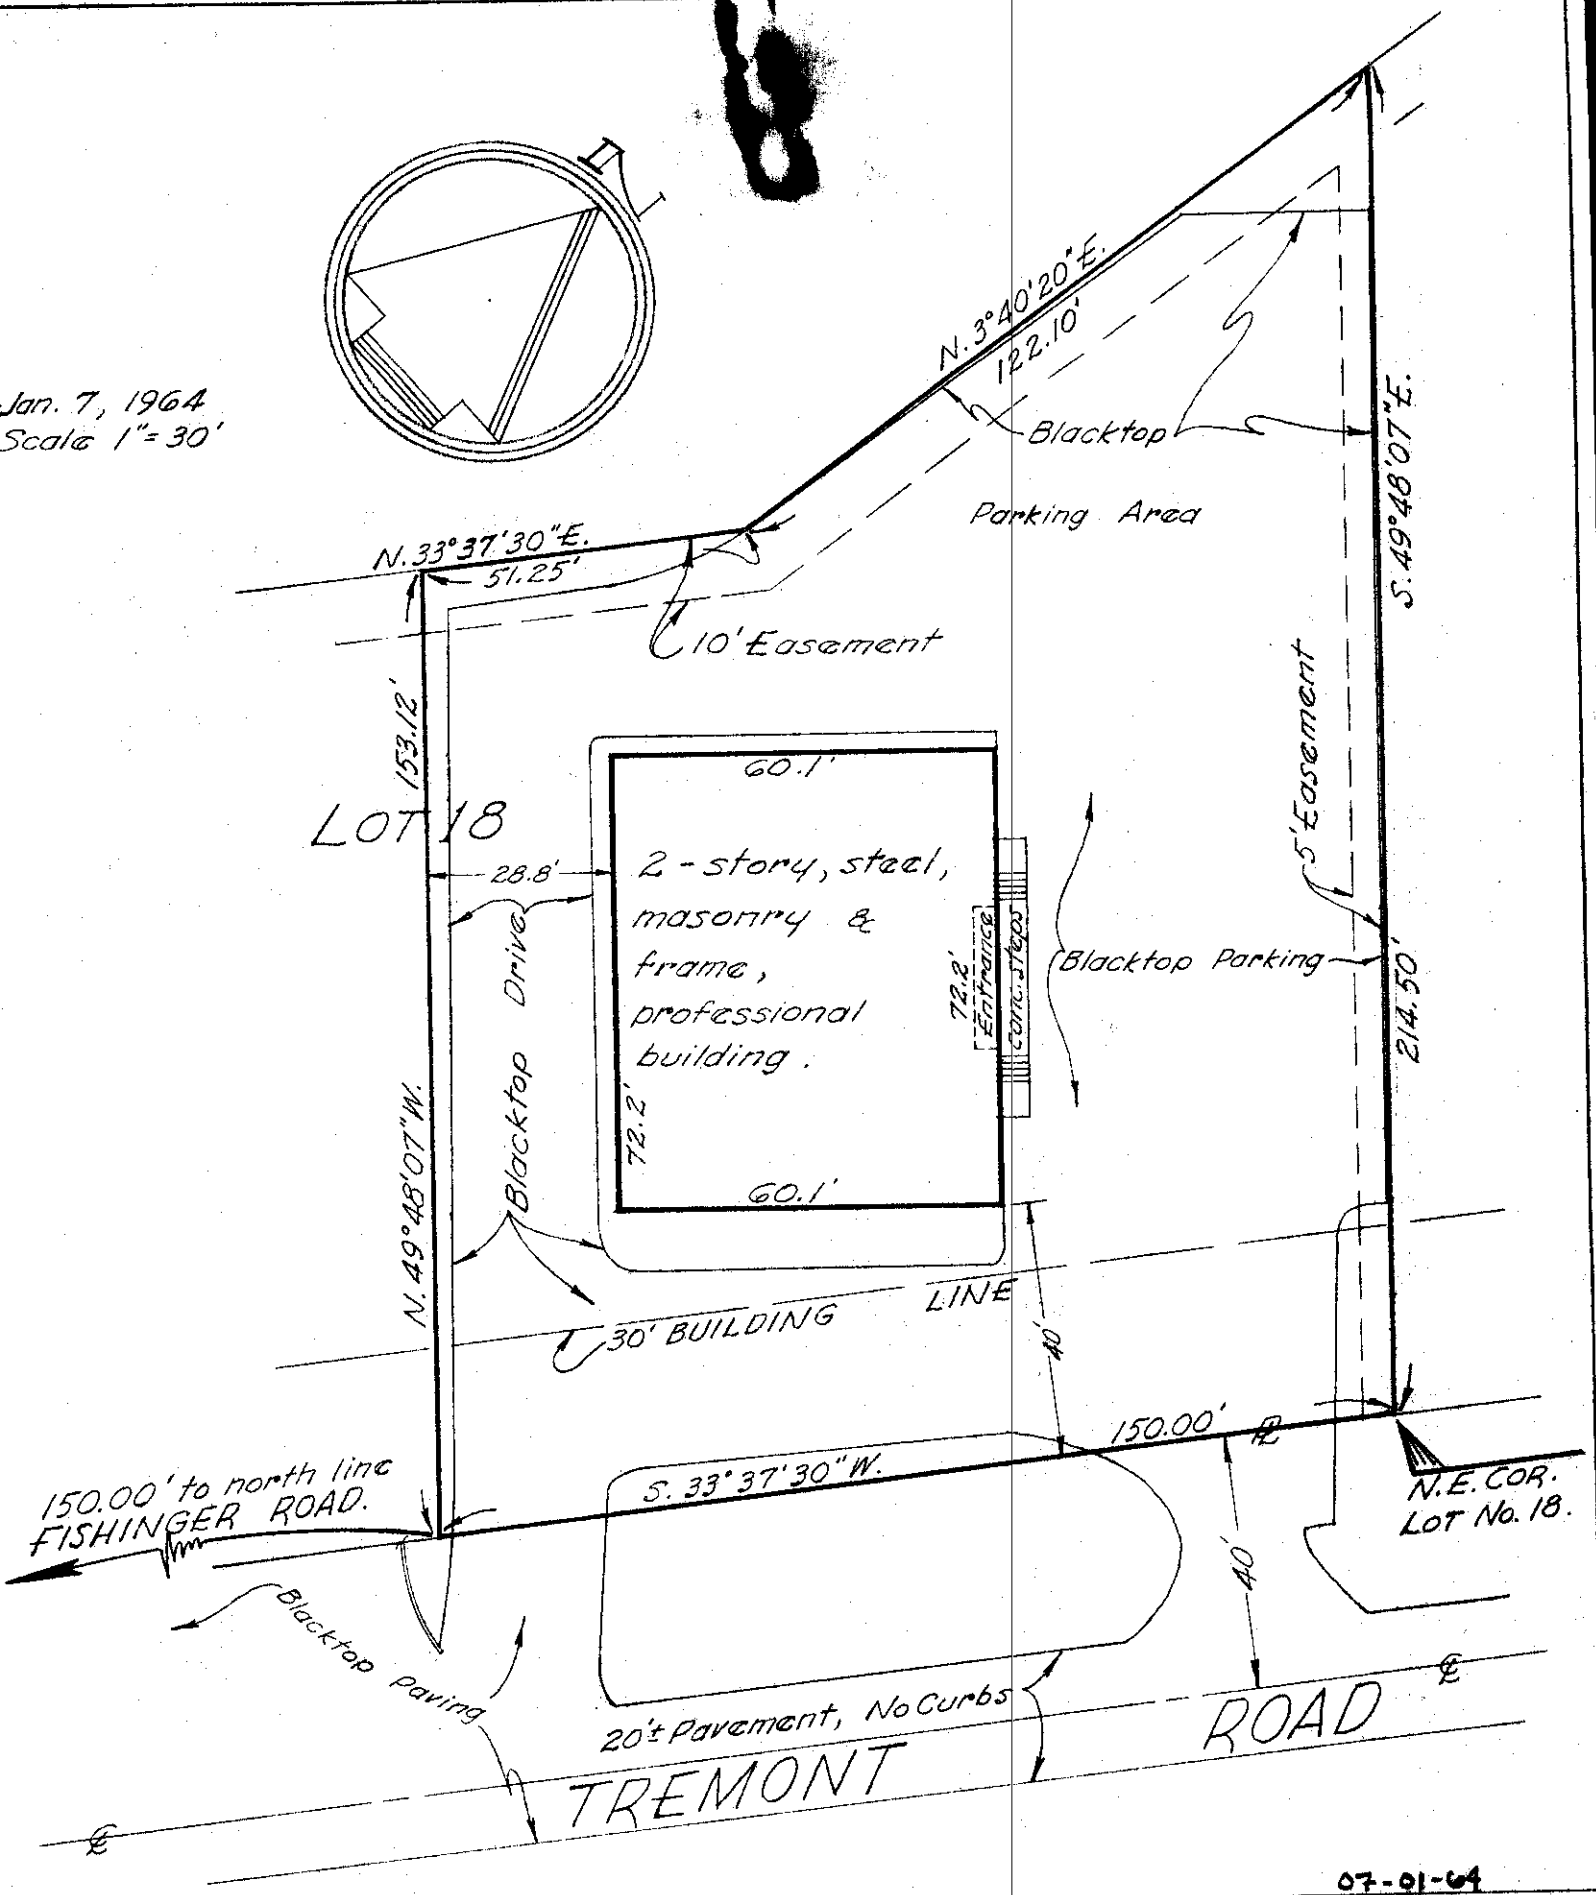 Jan. 7, 1964
Scale 1"= 30'
N. 3°40'20" E.
122.10'
Blacktop
Parking Area
S. 49°48'07" E.
N. 33°37'30" E.
51.25'
10' Easement
153.12'
LOT 18
60.1'
5' Easement
28.8'
2 - story, steel,
masonry &
frame,
professional
building.
72.2'
Entrance
conc. steps
Blacktop Parking
214.50'
Blacktop Drive
72.2'
60.1'
N. 49°48'07" W.
30' BUILDING LINE
40'
150.00' ⅊
S. 33°37'30" W.
150.00' to north line
FISHINGER ROAD.
N.E. COR.
LOT No. 18.
40'
Blacktop Paving
20'± Pavement, No Curbs
℄
TREMONT ROAD
℄
07-01-64